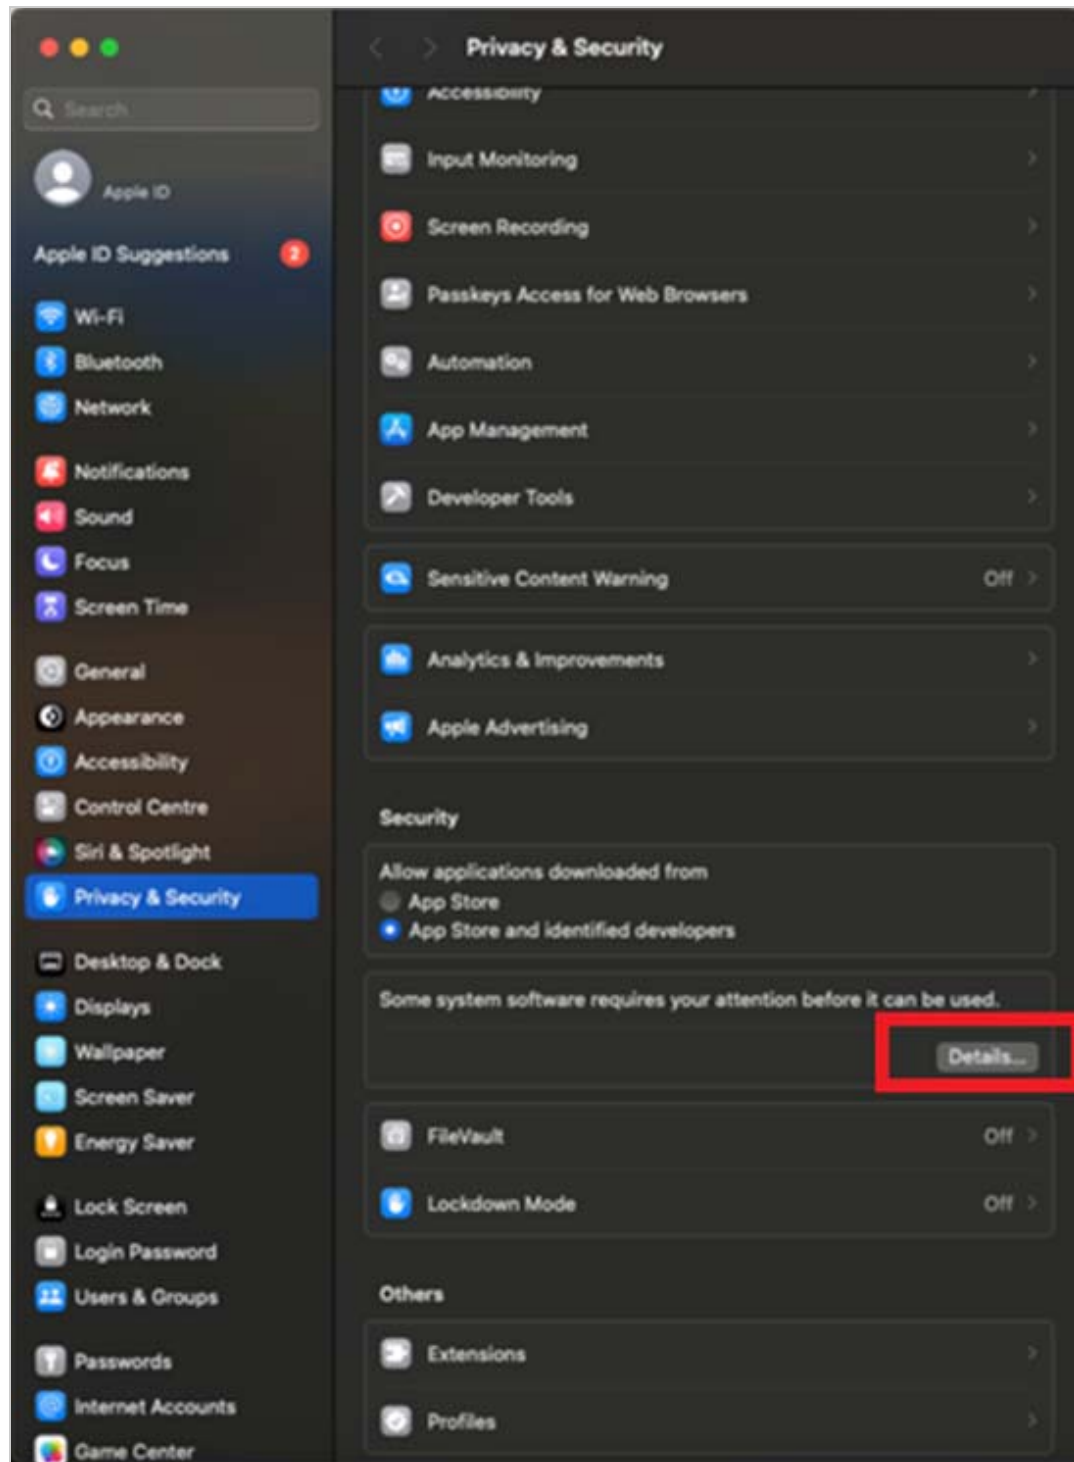 Search
Apple ID
Apple ID Suggestions 2
Wi-Fi
Bluetooth
Network
Notifications
Sound
Focus
Screen Time
General
Appearance
Accessibility
Control Centre
Siri & Spotlight
Privacy & Security
Desktop & Dock
Displays
Wallpaper
Screen Saver
Energy Saver
Lock Screen
Login Password
Users & Groups
Passwords
Internet Accounts
Game Center
Privacy & Security
Accessibility
Input Monitoring
Screen Recording
Passkeys Access for Web Browsers
Automation
App Management
Developer Tools
Sensitive Content Warning Off
Analytics & Improvements
Apple Advertising
Security
Allow applications downloaded from
App Store
App Store and identified developers
Some system software requires your attention before it can be used.
Details...
FileVault Off
Lockdown Mode Off
Others
Extensions
Profiles